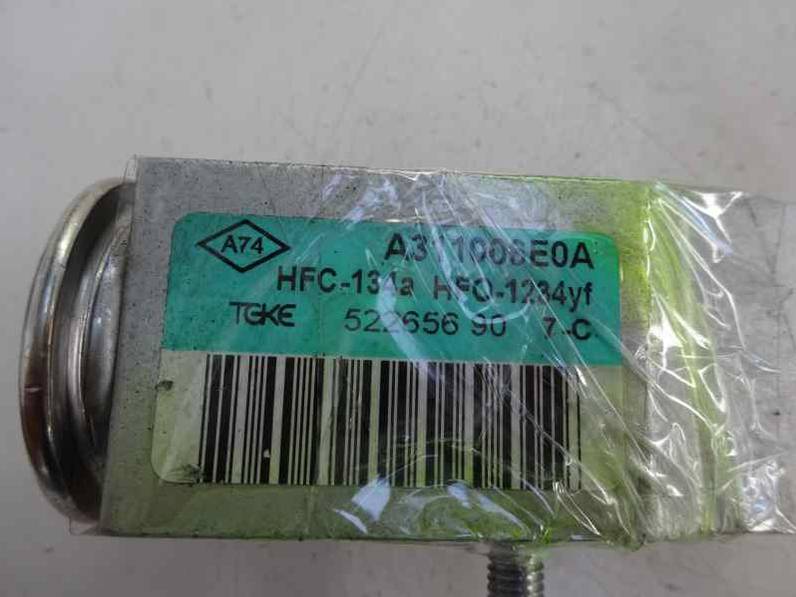 A74
A311008E0A
HFC-134a HFO-1234yf
TGKE 522656 90 7-C